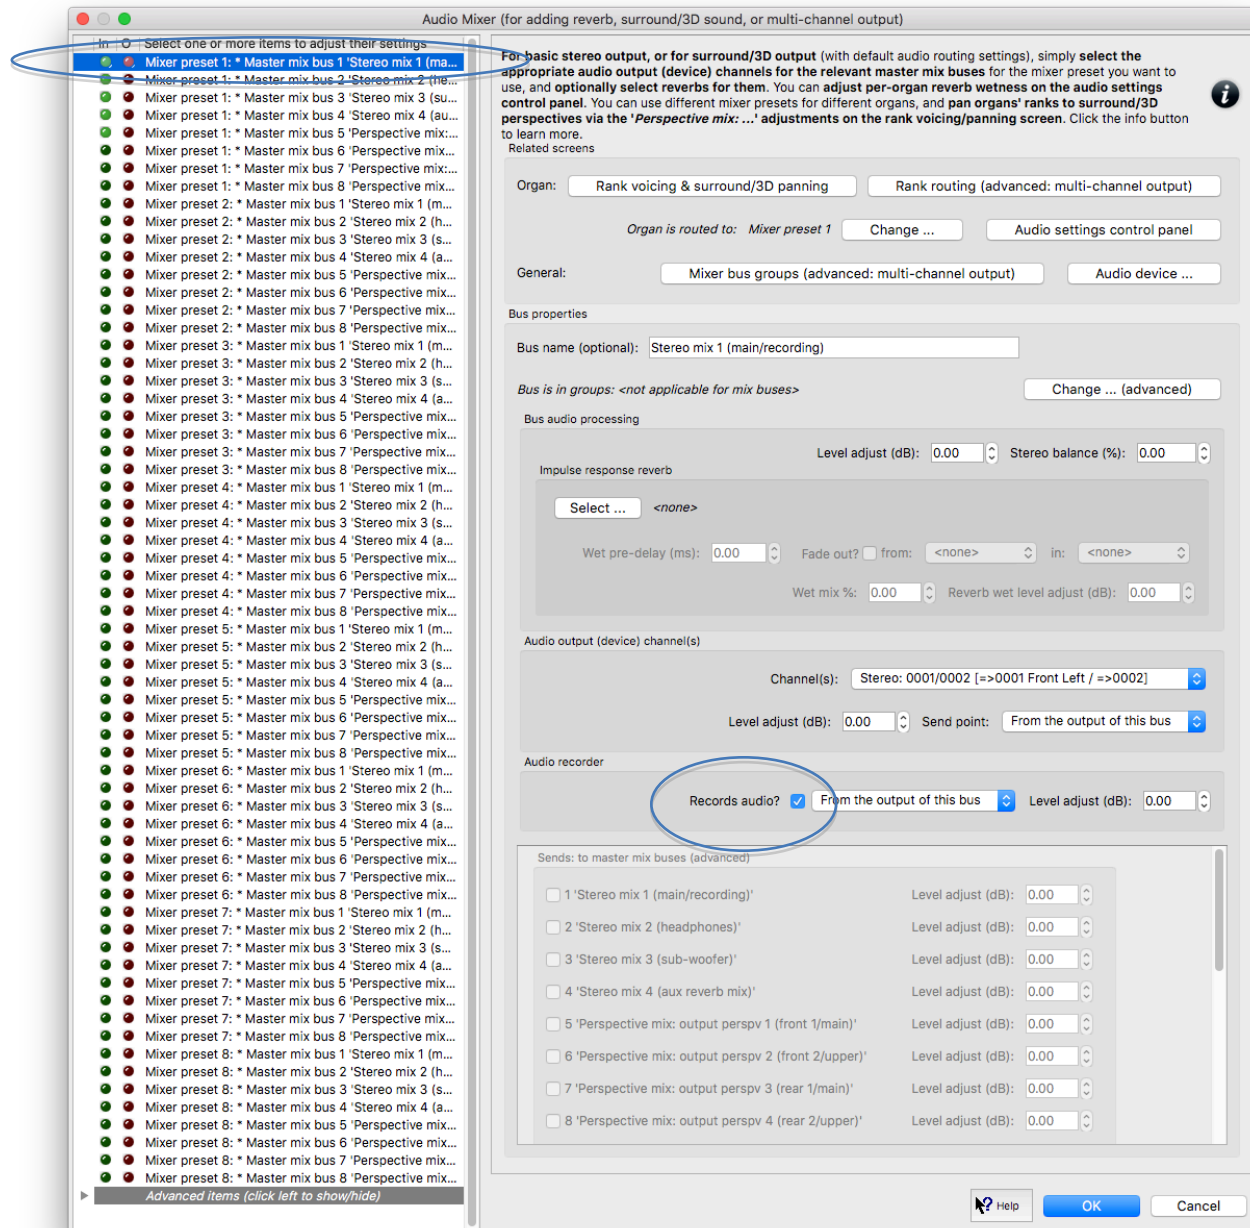 Audio Mixer (for adding reverb, surround/3D sound, or multi-channel output)
In O Select one or more items to adjust their settings
Mixer preset 1: * Master mix bus 1 'Stereo mix 1 (ma...
Mixer preset 1: * Master mix bus 2 'Stereo mix 2 (he...
Mixer preset 1: * Master mix bus 3 'Stereo mix 3 (su...
Mixer preset 1: * Master mix bus 4 'Stereo mix 4 (au...
Mixer preset 1: * Master mix bus 5 'Perspective mix:...
Mixer preset 1: * Master mix bus 6 'Perspective mix...
Mixer preset 1: * Master mix bus 7 'Perspective mix:...
Mixer preset 1: * Master mix bus 8 'Perspective mix...
Mixer preset 2: * Master mix bus 1 'Stereo mix 1 (m...
Mixer preset 2: * Master mix bus 2 'Stereo mix 2 (h...
Mixer preset 2: * Master mix bus 3 'Stereo mix 3 (s...
Mixer preset 2: * Master mix bus 4 'Stereo mix 4 (a...
Mixer preset 2: * Master mix bus 5 'Perspective mix...
Mixer preset 2: * Master mix bus 6 'Perspective mix...
Mixer preset 2: * Master mix bus 7 'Perspective mix...
Mixer preset 2: * Master mix bus 8 'Perspective mix...
Mixer preset 3: * Master mix bus 1 'Stereo mix 1 (m...
Mixer preset 3: * Master mix bus 2 'Stereo mix 2 (h...
Mixer preset 3: * Master mix bus 3 'Stereo mix 3 (s...
Mixer preset 3: * Master mix bus 4 'Stereo mix 4 (a...
Mixer preset 3: * Master mix bus 5 'Perspective mix...
Mixer preset 3: * Master mix bus 6 'Perspective mix...
Mixer preset 3: * Master mix bus 7 'Perspective mix...
Mixer preset 3: * Master mix bus 8 'Perspective mix...
Mixer preset 4: * Master mix bus 1 'Stereo mix 1 (m...
Mixer preset 4: * Master mix bus 2 'Stereo mix 2 (h...
Mixer preset 4: * Master mix bus 3 'Stereo mix 3 (s...
Mixer preset 4: * Master mix bus 4 'Stereo mix 4 (a...
Mixer preset 4: * Master mix bus 5 'Perspective mix...
Mixer preset 4: * Master mix bus 6 'Perspective mix...
Mixer preset 4: * Master mix bus 7 'Perspective mix...
Mixer preset 4: * Master mix bus 8 'Perspective mix...
Mixer preset 5: * Master mix bus 1 'Stereo mix 1 (m...
Mixer preset 5: * Master mix bus 2 'Stereo mix 2 (h...
Mixer preset 5: * Master mix bus 3 'Stereo mix 3 (s...
Mixer preset 5: * Master mix bus 4 'Stereo mix 4 (a...
Mixer preset 5: * Master mix bus 5 'Perspective mix...
Mixer preset 5: * Master mix bus 6 'Perspective mix...
Mixer preset 5: * Master mix bus 7 'Perspective mix...
Mixer preset 5: * Master mix bus 8 'Perspective mix...
Mixer preset 6: * Master mix bus 1 'Stereo mix 1 (m...
Mixer preset 6: * Master mix bus 2 'Stereo mix 2 (h...
Mixer preset 6: * Master mix bus 3 'Stereo mix 3 (s...
Mixer preset 6: * Master mix bus 4 'Stereo mix 4 (a...
Mixer preset 6: * Master mix bus 5 'Perspective mix...
Mixer preset 6: * Master mix bus 6 'Perspective mix...
Mixer preset 6: * Master mix bus 7 'Perspective mix...
Mixer preset 6: * Master mix bus 8 'Perspective mix...
Mixer preset 7: * Master mix bus 1 'Stereo mix 1 (m...
Mixer preset 7: * Master mix bus 2 'Stereo mix 2 (h...
Mixer preset 7: * Master mix bus 3 'Stereo mix 3 (s...
Mixer preset 7: * Master mix bus 4 'Stereo mix 4 (a...
Mixer preset 7: * Master mix bus 5 'Perspective mix...
Mixer preset 7: * Master mix bus 6 'Perspective mix...
Mixer preset 7: * Master mix bus 7 'Perspective mix...
Mixer preset 7: * Master mix bus 8 'Perspective mix...
Mixer preset 8: * Master mix bus 1 'Stereo mix 1 (m...
Mixer preset 8: * Master mix bus 2 'Stereo mix 2 (h...
Mixer preset 8: * Master mix bus 3 'Stereo mix 3 (s...
Mixer preset 8: * Master mix bus 4 'Stereo mix 4 (a...
Mixer preset 8: * Master mix bus 5 'Perspective mix...
Mixer preset 8: * Master mix bus 6 'Perspective mix...
Mixer preset 8: * Master mix bus 7 'Perspective mix...
Mixer preset 8: * Master mix bus 8 'Perspective mix...
Advanced items (click left to show/hide)
For basic stereo output, or for surround/3D output (with default audio routing settings), simply select the
appropriate audio output (device) channels for the relevant master mix buses for the mixer preset you want to
use, and optionally select reverbs for them. You can adjust per-organ reverb wetness on the audio settings
control panel. You can use different mixer presets for different organs, and pan organs' ranks to surround/3D
perspectives via the 'Perspective mix: ...' adjustments on the rank voicing/panning screen. Click the info button
to learn more.
Related screens
Organ: Rank voicing & surround/3D panning Rank routing (advanced: multi-channel output)
Organ is routed to: Mixer preset 1 Change ... Audio settings control panel
General: Mixer bus groups (advanced: multi-channel output) Audio device ...
Bus properties
Bus name (optional): Stereo mix 1 (main/recording)
Bus is in groups: <not applicable for mix buses> Change ... (advanced)
Bus audio processing
Level adjust (dB): 0.00 Stereo balance (%): 0.00
Impulse response reverb
Select ... <none>
Wet pre-delay (ms): 0.00 Fade out? from: <none> in: <none>
Wet mix %: 0.00 Reverb wet level adjust (dB): 0.00
Audio output (device) channel(s)
Channel(s): Stereo: 0001/0002 [=>0001 Front Left / =>0002]
Level adjust (dB): 0.00 Send point: From the output of this bus
Audio recorder
Records audio? From the output of this bus Level adjust (dB): 0.00
Sends: to master mix buses (advanced)
1 'Stereo mix 1 (main/recording)' Level adjust (dB): 0.00
2 'Stereo mix 2 (headphones)' Level adjust (dB): 0.00
3 'Stereo mix 3 (sub-woofer)' Level adjust (dB): 0.00
4 'Stereo mix 4 (aux reverb mix)' Level adjust (dB): 0.00
5 'Perspective mix: output perspv 1 (front 1/main)' Level adjust (dB): 0.00
6 'Perspective mix: output perspv 2 (front 2/upper)' Level adjust (dB): 0.00
7 'Perspective mix: output perspv 3 (rear 1/main)' Level adjust (dB): 0.00
8 'Perspective mix: output perspv 4 (rear 2/upper)' Level adjust (dB): 0.00
Help OK Cancel